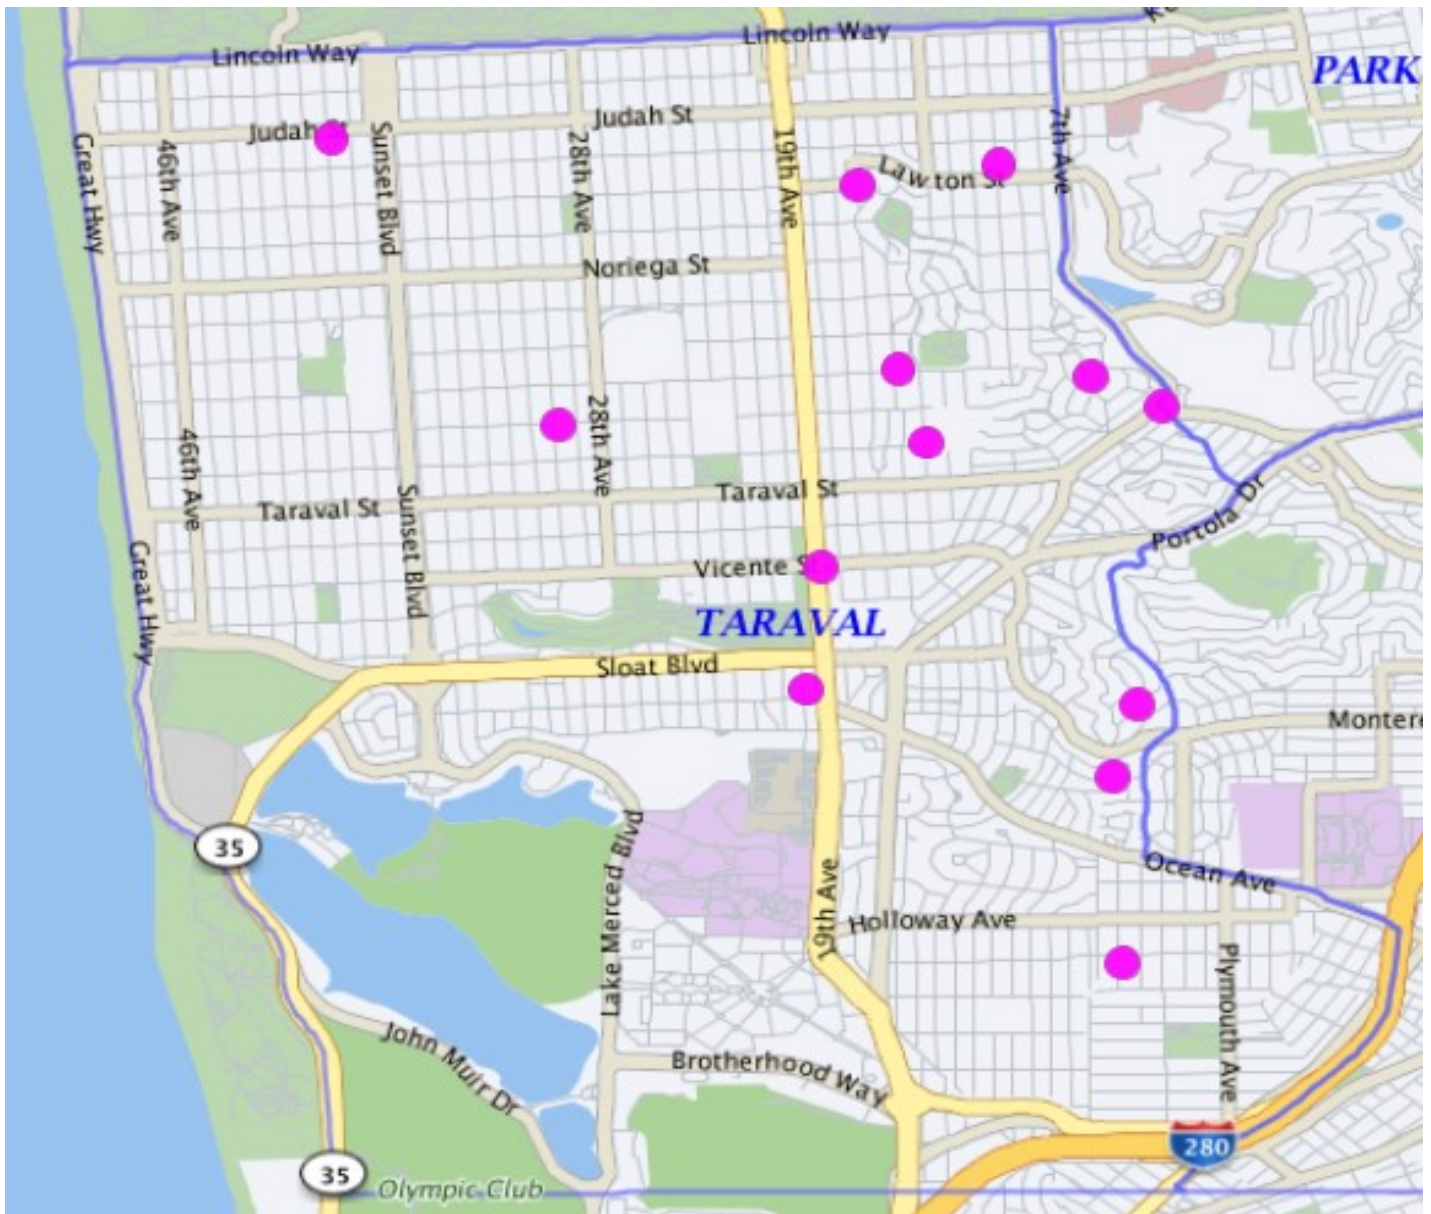 Lincoln Way
Lincoln Way
PARK
Judah St
Judah St
Great Hwy
46th Ave
Sunset Blvd
28th Ave
19th Ave
7th Ave
Lawton St
Noriega St
28th Ave
46th Ave
Sunset Blvd
Taraval St
Taraval St
Portola Dr
Great Hwy
Vicente
TARAVAL
Sloat Blvd
Montere
35
Lake Merced Blvd
19th Ave
Ocean Ave
Holloway Ave
Plymouth Ave
John Muir Dr
Brotherhood Way
280
35
Olympic Club